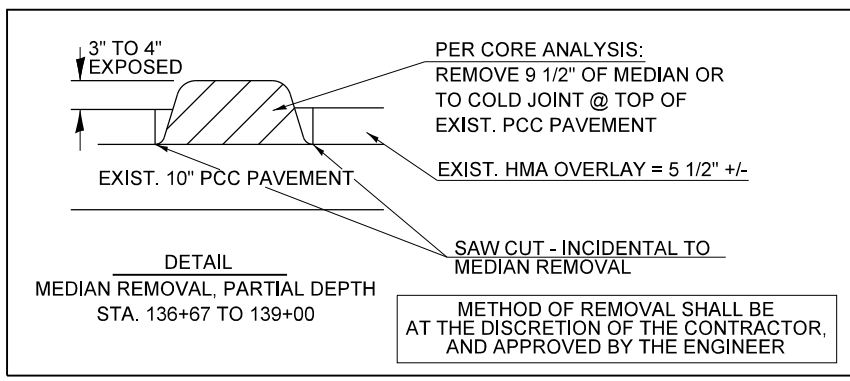 3" TO 4"
EXPOSED
PER CORE ANALYSIS:
REMOVE 9 1/2" OF MEDIAN OR
TO COLD JOINT @ TOP OF
EXIST. PCC PAVEMENT
EXIST. HMA OVERLAY = 5 1/2" +/-
EXIST. 10" PCC PAVEMENT
SAW CUT - INCIDENTAL TO
MEDIAN REMOVAL
DETAIL
MEDIAN REMOVAL, PARTIAL DEPTH
STA. 136+67 TO 139+00
METHOD OF REMOVAL SHALL BE
AT THE DISCRETION OF THE CONTRACTOR,
AND APPROVED BY THE ENGINEER